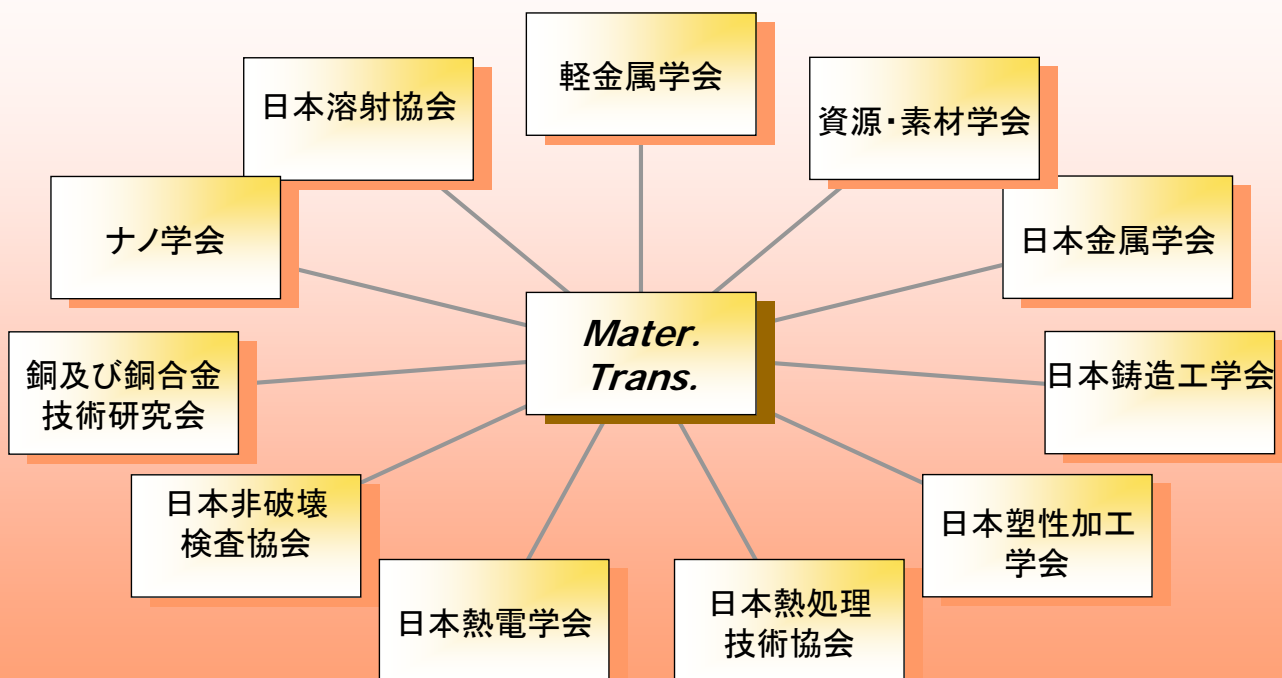 軽金属学会
日本溶射協会
資源・素材学会
ナノ学会
日本金属学会
Mater.
Trans.
銅及び銅合金
技術研究会
日本鋳造工学会
日本非破壊
検査協会
日本塑性加工
学会
日本熱電学会
日本熱処理
技術協会